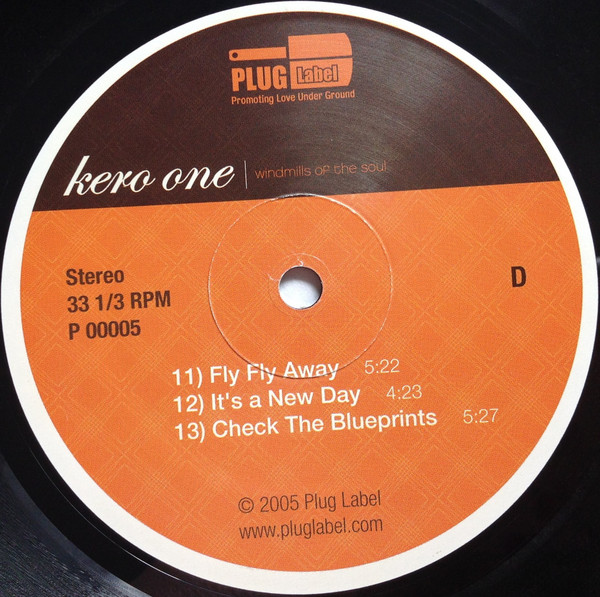 PLUG Label
Promoting Love Under Ground
kero one | windmills of the soul
Stereo
33 1/3 RPM
P 00005
D
11) Fly Fly Away 5:22
12) It's a New Day 4:23
13) Check The Blueprints 5:27
© 2005 Plug Label
www.pluglabel.com